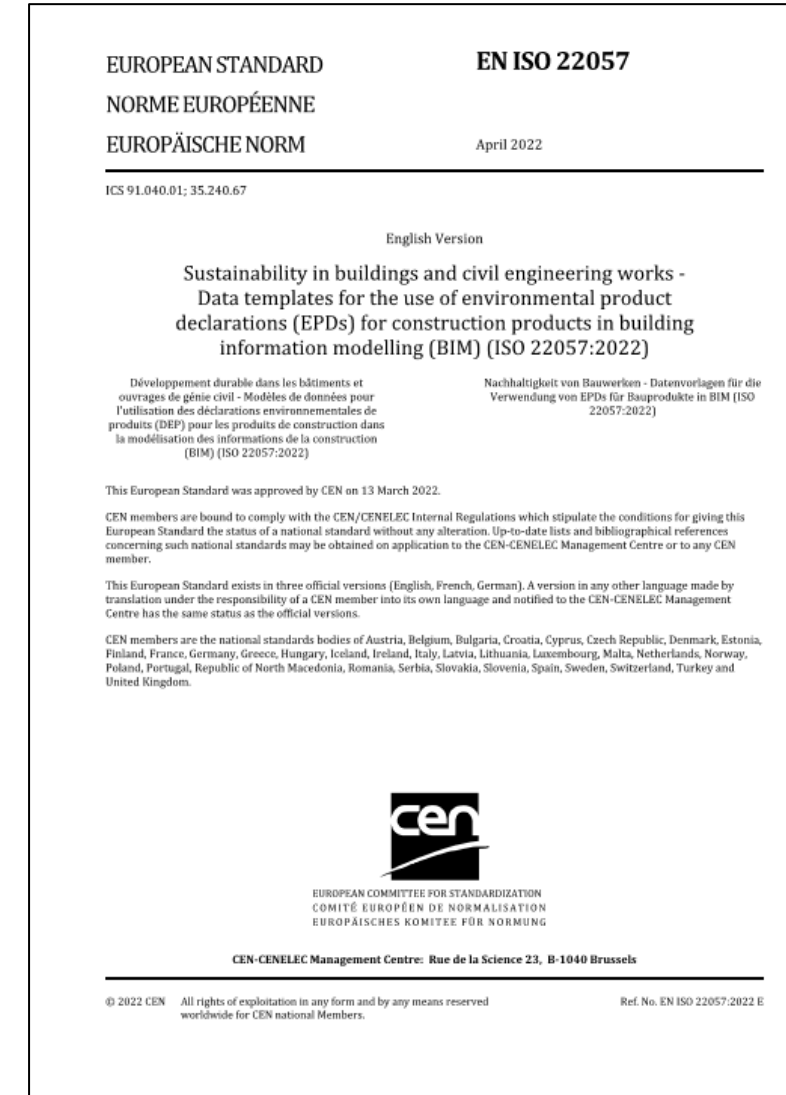 EUROPEAN STANDARD
NORME EUROPÉENNE
EUROPÄISCHE NORM
EN ISO 22057
April 2022
ICS 91.040.01; 35.240.67
English Version
Sustainability in buildings and civil engineering works -
Data templates for the use of environmental product
declarations (EPDs) for construction products in building
information modelling (BIM) (ISO 22057:2022)
Développement durable dans les bâtiments et
ouvrages de génie civil - Modèles de données pour
l'utilisation des déclarations environnementales de
produits (DEP) pour les produits de construction dans
la modélisation des informations de la construction
(BIM) (ISO 22057:2022)
Nachhaltigkeit von Bauwerken - Datenvorlagen für die
Verwendung von EPDs für Bauprodukte in BIM (ISO
22057:2022)
This European Standard was approved by CEN on 13 March 2022.
CEN members are bound to comply with the CEN/CENELEC Internal Regulations which stipulate the conditions for giving this
European Standard the status of a national standard without any alteration. Up-to-date lists and bibliographical references
concerning such national standards may be obtained on application to the CEN-CENELEC Management Centre or to any CEN
member.
This European Standard exists in three official versions (English, French, German). A version in any other language made by
translation under the responsibility of a CEN member into its own language and notified to the CEN-CENELEC Management
Centre has the same status as the official versions.
CEN members are the national standards bodies of Austria, Belgium, Bulgaria, Croatia, Cyprus, Czech Republic, Denmark, Estonia,
Finland, France, Germany, Greece, Hungary, Iceland, Ireland, Italy, Latvia, Lithuania, Luxembourg, Malta, Netherlands, Norway,
Poland, Portugal, Republic of North Macedonia, Romania, Serbia, Slovakia, Slovenia, Spain, Sweden, Switzerland, Turkey and
United Kingdom.
cen
EUROPEAN COMMITTEE FOR STANDARDIZATION
COMITÉ EUROPÉEN DE NORMALISATION
EUROPÄISCHES KOMITEE FÜR NORMUNG
CEN-CENELEC Management Centre: Rue de la Science 23, B-1040 Brussels
© 2022 CEN All rights of exploitation in any form and by any means reserved
worldwide for CEN national Members.
Ref. No. EN ISO 22057:2022 E